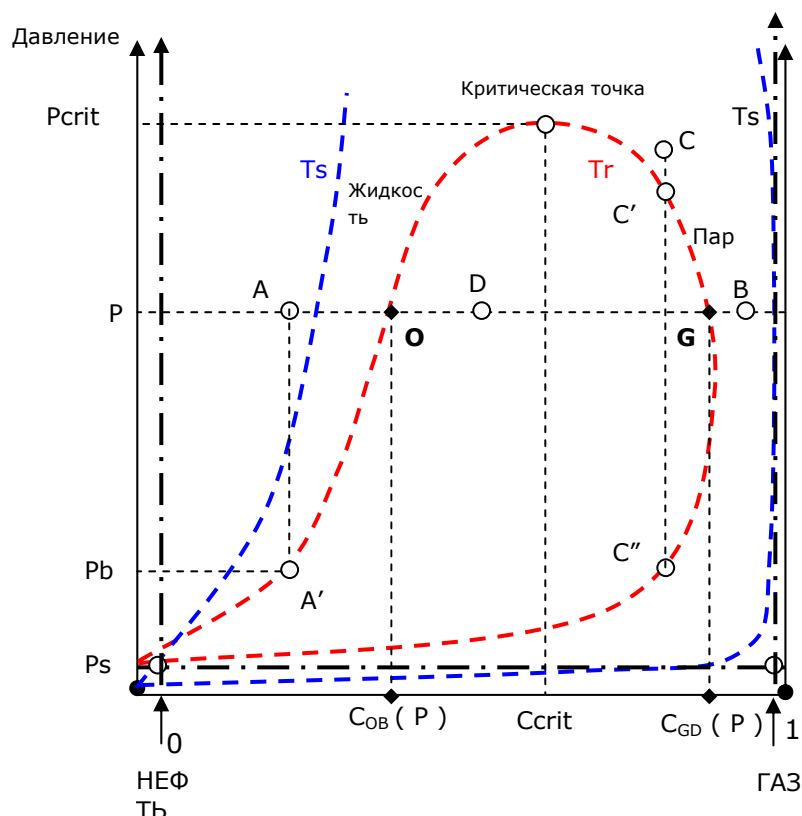 Давление
Критическая точка
Pcrit
Ts
C
Ts
Tr
Жидкос
ть
C′
Пар
A
D
B
P
O
G
Pb
C″
A′
Ps
0
C_OB ( P )
Ccrit
C_GD ( P )
1
НЕФ
ТЬ
ГАЗ